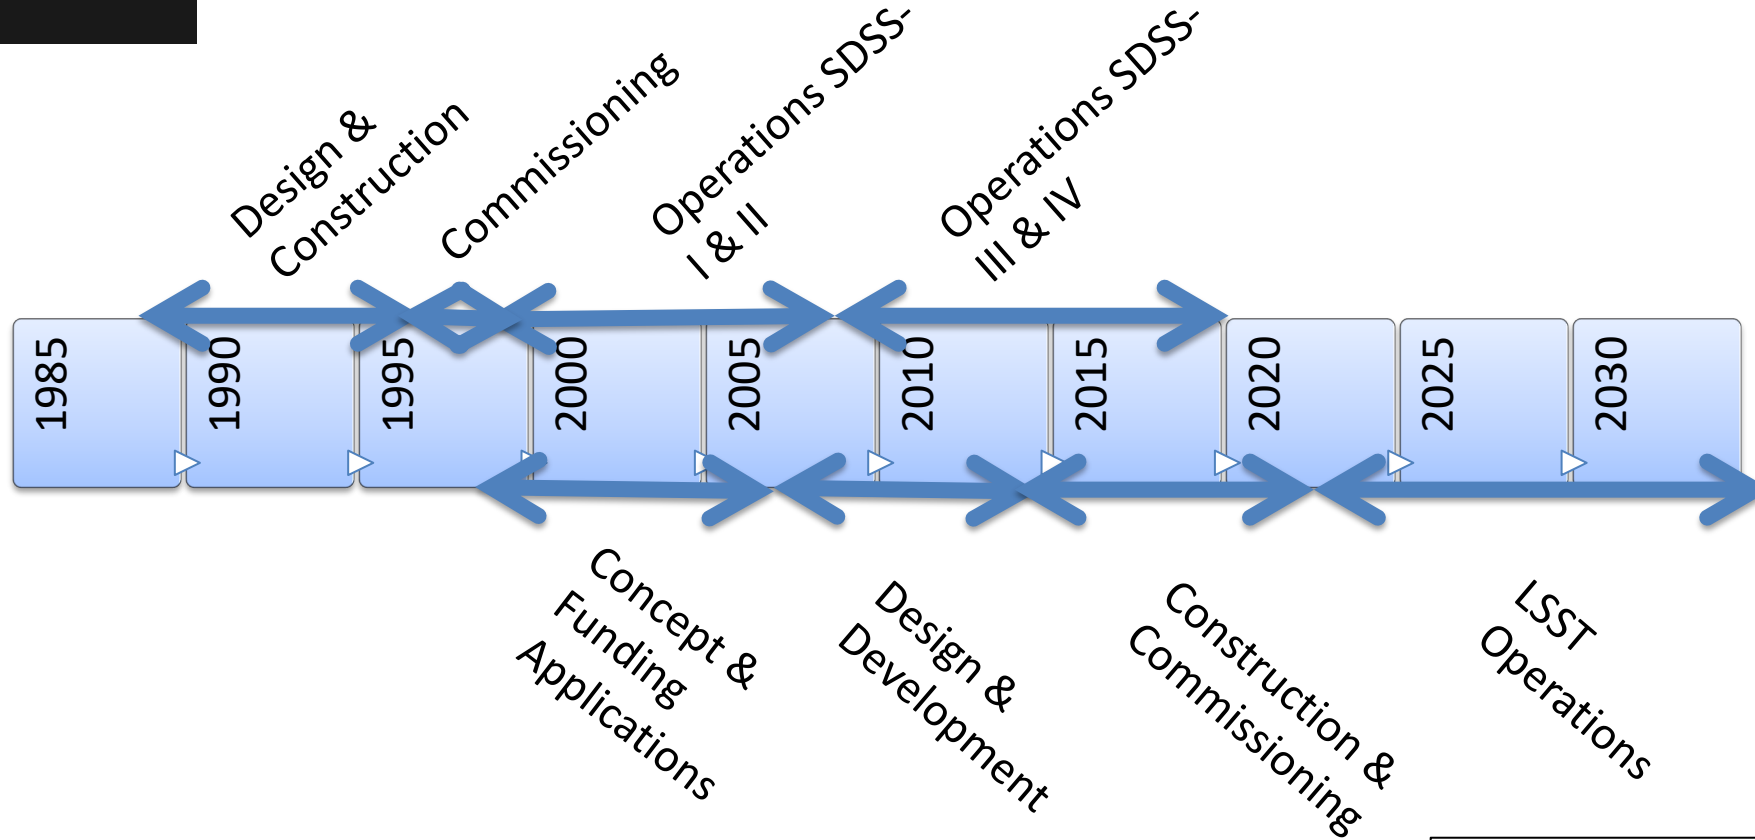 Design &
Construction
Commissioning
Operations SDSS-
I & II
Operations SDSS-
III & IV
1985
1990
1995
2000
2005
2010
2015
2020
2025
2030
Concept &
Funding
Applications
Design &
Development
Construction &
Commissioning
LSST
Operations